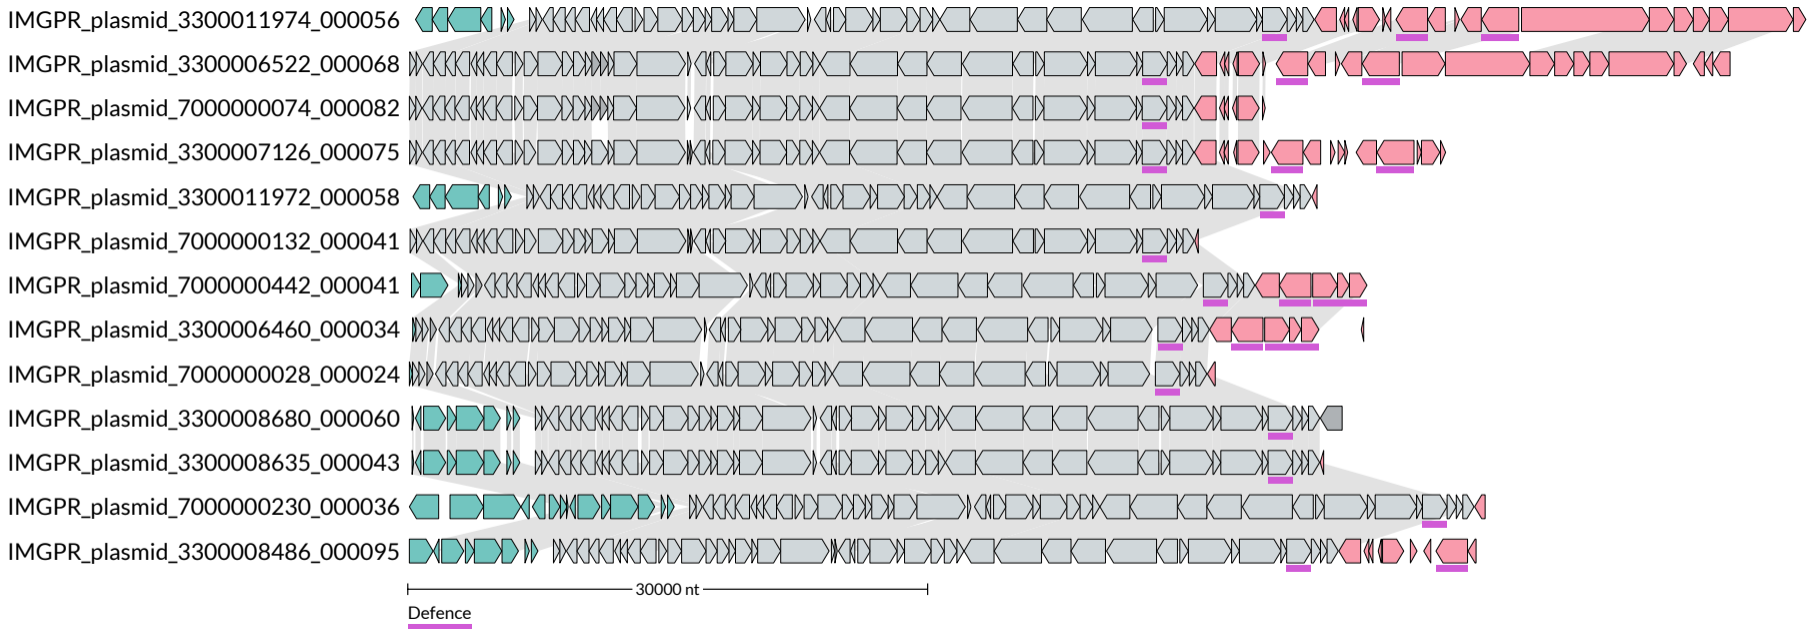 IMGPR_plasmid_3300011974_000056
IMGPR_plasmid_3300006522_000068
IMGPR_plasmid_7000000074_000082
IMGPR_plasmid_3300007126_000075
IMGPR_plasmid_3300011972_000058
IMGPR_plasmid_7000000132_000041
IMGPR_plasmid_7000000442_000041
IMGPR_plasmid_3300006460_000034
IMGPR_plasmid_7000000028_000024
IMGPR_plasmid_3300008680_000060
IMGPR_plasmid_3300008635_000043
IMGPR_plasmid_7000000230_000036
IMGPR_plasmid_3300008486_000095
30000 nt
Defence